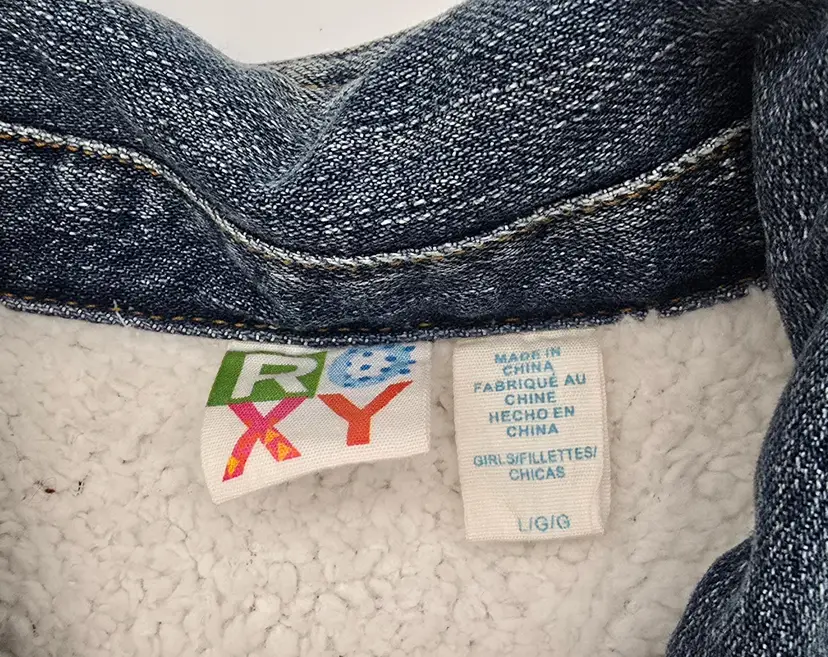 ROXY
MADE IN
CHINA
FABRIQUÉ AU
CHINE
HECHO EN
CHINA
GIRLS/FILLETTES/
CHICAS
L/G/G